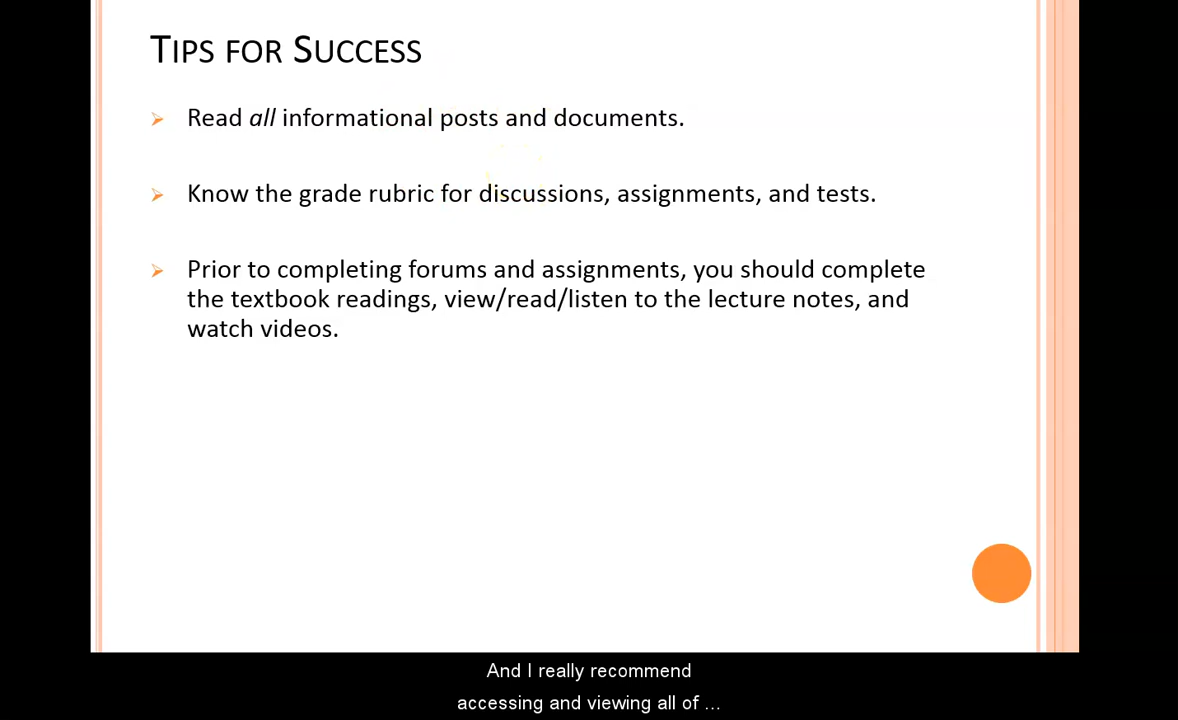 TIPS FOR SUCCESS
Read all informational posts and documents.
Know the grade rubric for discussions, assignments, and tests.
Prior to completing forums and assignments, you should complete
the textbook readings, view/read/listen to the lecture notes, and
watch videos.
And I really recommend
accessing and viewing all of ...